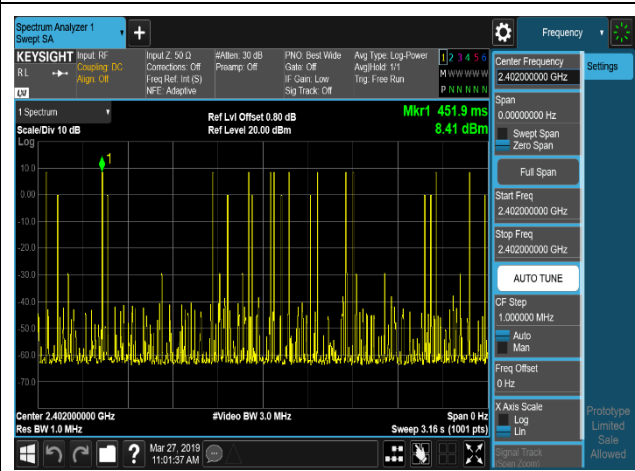 Spectrum Analyzer 1
Swept SA
Frequency
KEYSIGHT
RL
Input: RF
Coupling: DC
Align: Off
Input Z: 50 Ω
Corrections: Off
Freq Ref: Int (S)
NFE: Adaptive
#Atten: 30 dB
Preamp: Off
PNO: Best Wide
Gate: Off
IF Gain: Low
Sig Track: Off
Avg Type: Log-Power
Avg|Hold: 1/1
Trig: Free Run
1 2 3 4 5 6
M W W W W W
P N N N N N
Center Frequency
2.402000000 GHz
Settings
1 Spectrum
Scale/Div 10 dB
Log
Ref Lvl Offset 0.80 dB
Ref Level 20.00 dBm
Mkr1 451.9 ms
8.41 dBm
Span
0.00000000 Hz
Swept Span
Zero Span
Full Span
Start Freq
2.402000000 GHz
Stop Freq
2.402000000 GHz
AUTO TUNE
CF Step
1.000000 MHz
Auto
Man
Freq Offset
0 Hz
X Axis Scale
Log
Lin
Signal Track
(Span Zoom)
1
10.0
0.00
-10.0
-20.0
-30.0
-40.0
-50.0
-60.0
-70.0
Center 2.402000000 GHz
Res BW 1.0 MHz
#Video BW 3.0 MHz
Span 0 Hz
Sweep 3.16 s (1001 pts)
Mar 27, 2019
11:01:37 AM
Prototype
Limited
Sale
Allowed